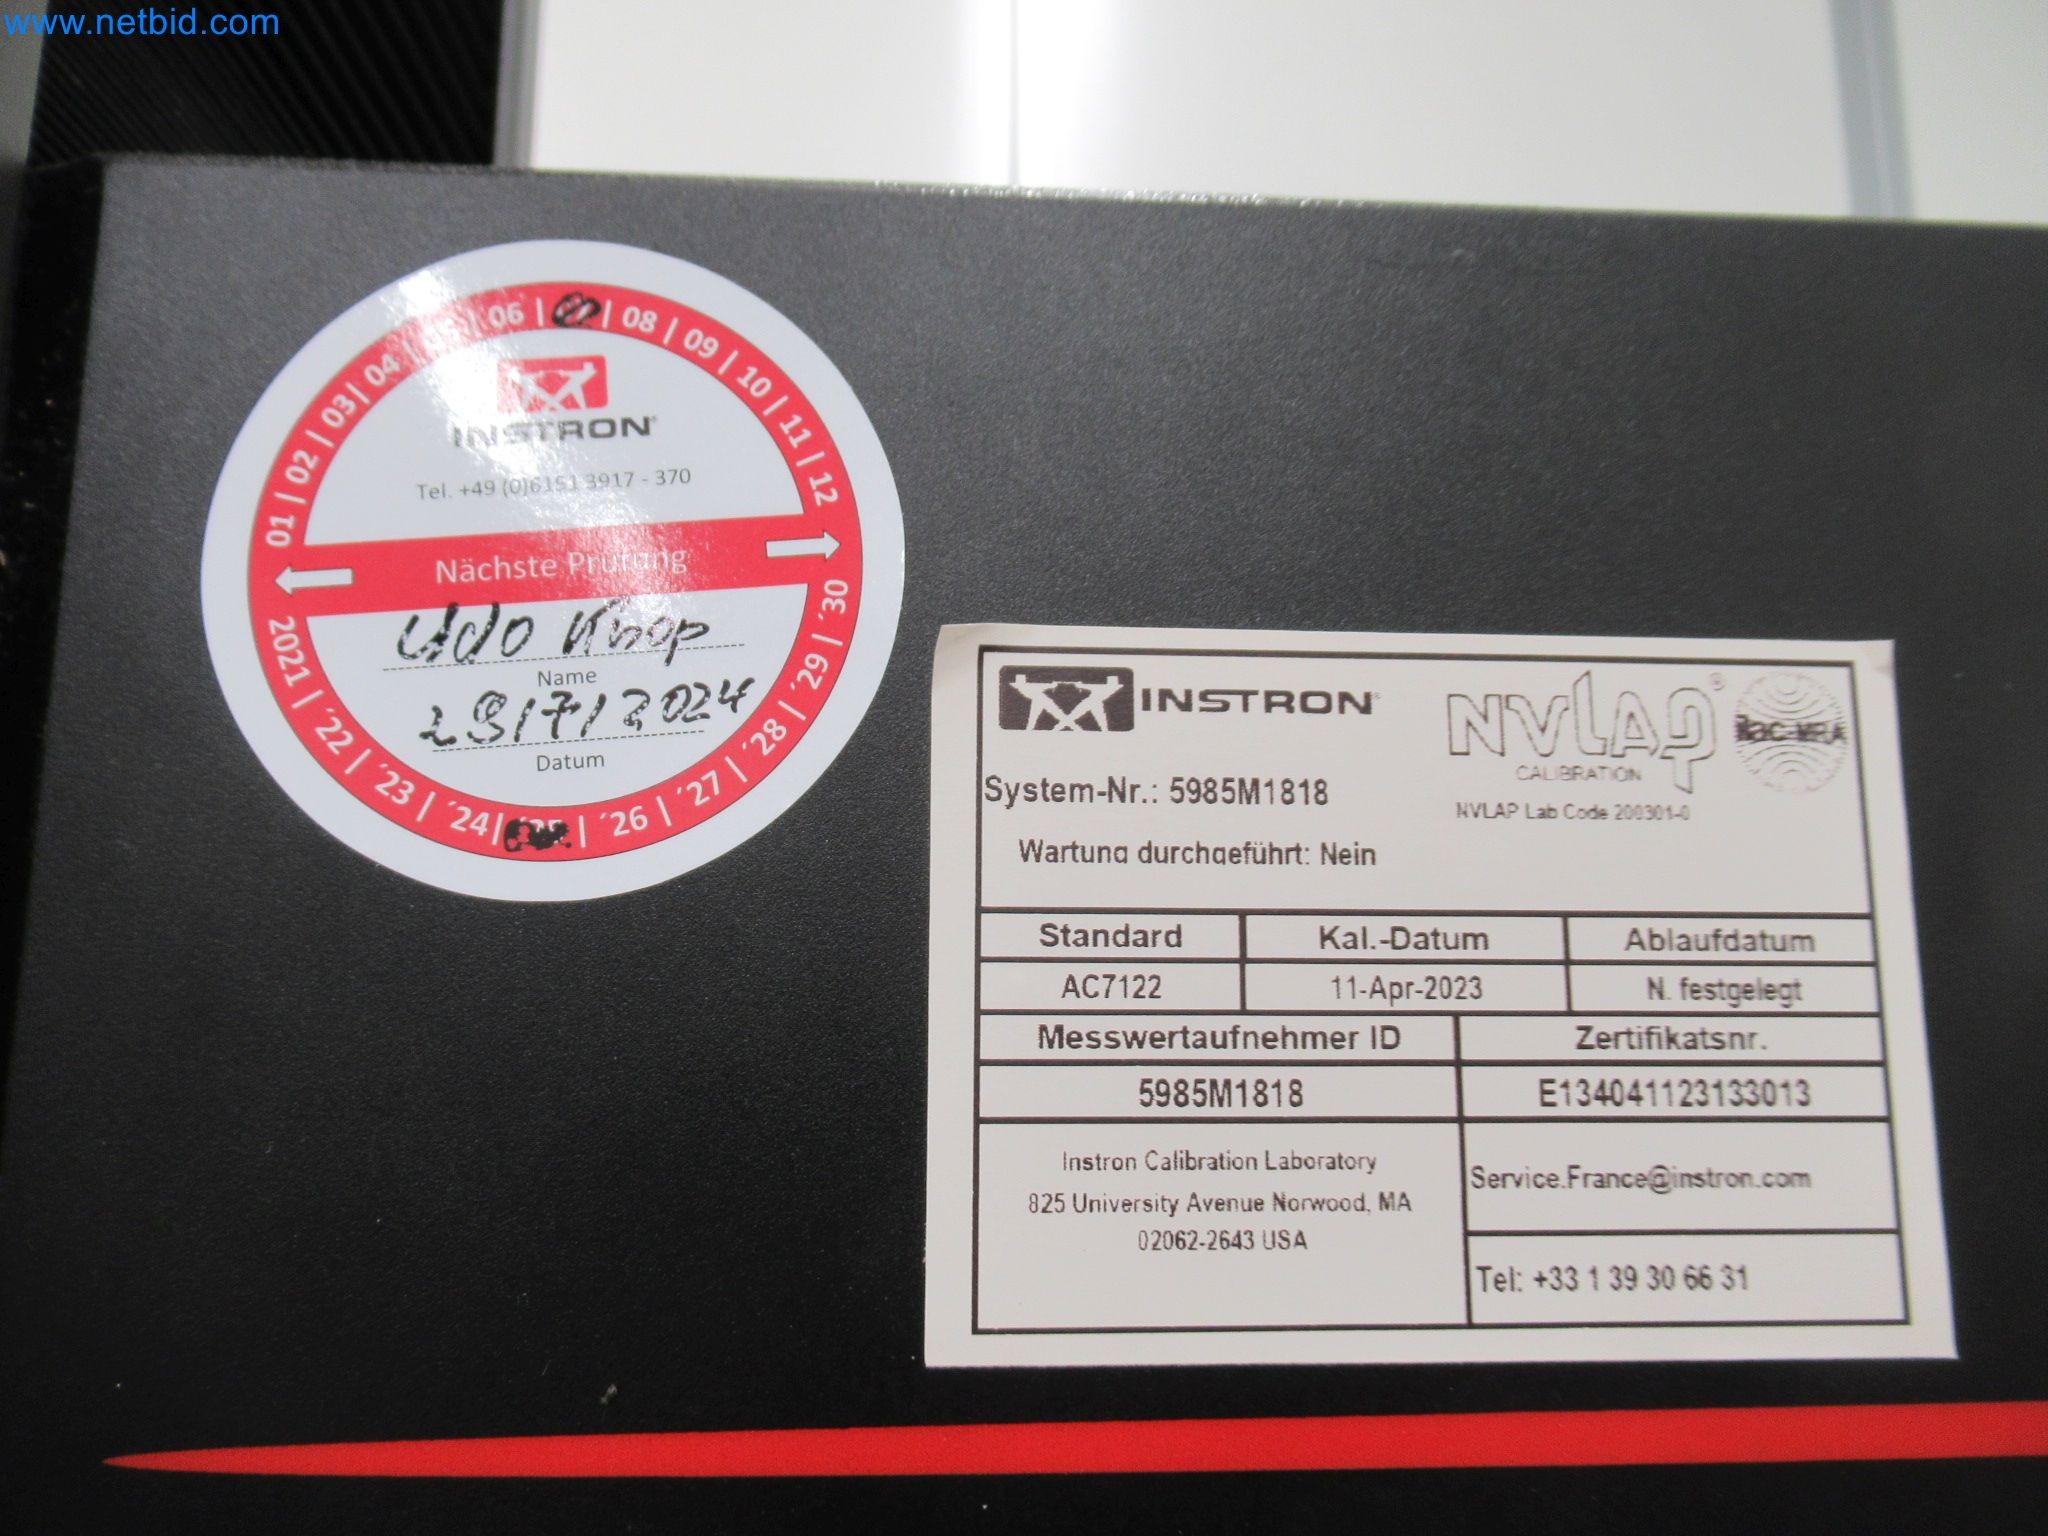 www.netbid.com
01 | 02 | 03 | 04 | 06 | | 08 | 09 | 10 | 11 | 12
INSTRON®
Tel. +49 (0)6151 3917 - 370
Nächste Prüfung
Udo Knop
Name
29/7/2024
Datum
2021 | ´22 | ´23 | ´24 | ´25 | ´26 | ´27 | ´28 | ´29 | ´30
INSTRON®
NVLAP®
CALIBRATION
ilac-MRA
NVLAP Lab Code 200301-0
System-Nr.: 5985M1818
Wartung durchgeführt: Nein
Standard Kal.-Datum Ablaufdatum
AC7122 11-Apr-2023 N. festgelegt
Messwertaufnehmer ID Zertifikatsnr.
5985M1818 E134041123133013
Instron Calibration Laboratory
825 University Avenue Norwood, MA
02062-2643 USA
Service.France@instron.com
Tel: +33 1 39 30 66 31